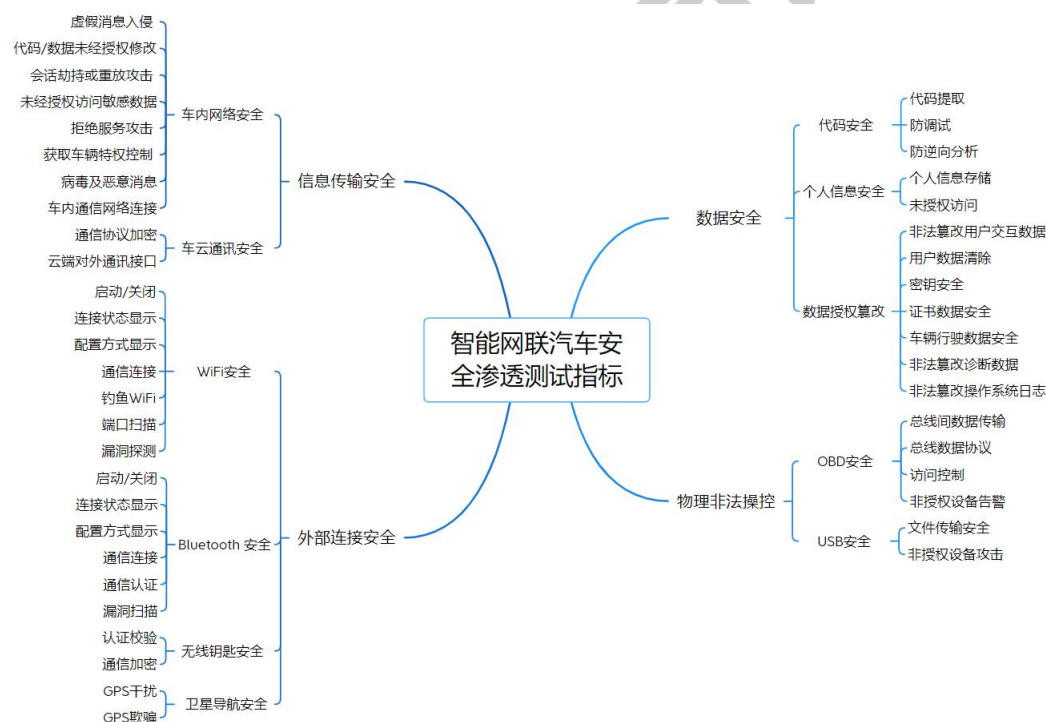 智能网联汽车安
全渗透测试指标
信息传输安全
车内网络安全
虚假消息入侵
代码/数据未经授权修改
会话劫持或重放攻击
未经授权访问敏感数据
拒绝服务攻击
获取车辆特权控制
病毒及恶意消息
车内通信网络连接
车云通讯安全
通信协议加密
云端对外通讯接口
外部连接安全
WiFi安全
启动/关闭
连接状态显示
配置方式显示
通信连接
钓鱼WiFi
端口扫描
漏洞探测
Bluetooth 安全
启动/关闭
连接状态显示
配置方式显示
通信连接
通信认证
漏洞扫描
无线钥匙安全
认证校验
通信加密
卫星导航安全
GPS干扰
GPS欺骗
数据安全
代码安全
代码提取
防调试
防逆向分析
个人信息安全
个人信息存储
未授权访问
数据授权篡改
非法篡改用户交互数据
用户数据清除
密钥安全
证书数据安全
车辆行驶数据安全
非法篡改诊断数据
非法篡改操作系统日志
物理非法操控
OBD安全
总线间数据传输
总线数据协议
访问控制
非授权设备告警
USB安全
文件传输安全
非授权设备攻击